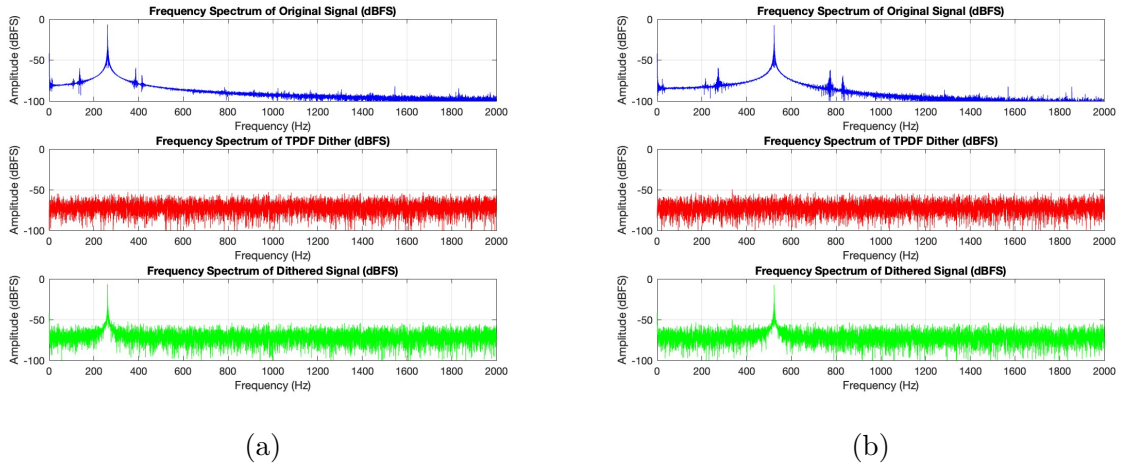 Frequency Spectrum of Original Signal (dBFS)
0
-50
-100
Amplitude (dBFS)
0 200 400 600 800 1000 1200 1400 1600 1800 2000
Frequency (Hz)
Frequency Spectrum of TPDF Dither (dBFS)
0
-50
-100
Amplitude (dBFS)
0 200 400 600 800 1000 1200 1400 1600 1800 2000
Frequency (Hz)
Frequency Spectrum of Dithered Signal (dBFS)
0
-50
-100
Amplitude (dBFS)
0 200 400 600 800 1000 1200 1400 1600 1800 2000
Frequency (Hz)
(a)
Frequency Spectrum of Original Signal (dBFS)
0
-50
-100
Amplitude (dBFS)
0 200 400 600 800 1000 1200 1400 1600 1800 2000
Frequency (Hz)
Frequency Spectrum of TPDF Dither (dBFS)
0
-50
-100
Amplitude (dBFS)
0 200 400 600 800 1000 1200 1400 1600 1800 2000
Frequency (Hz)
Frequency Spectrum of Dithered Signal (dBFS)
0
-50
-100
Amplitude (dBFS)
0 200 400 600 800 1000 1200 1400 1600 1800 2000
Frequency (Hz)
(b)